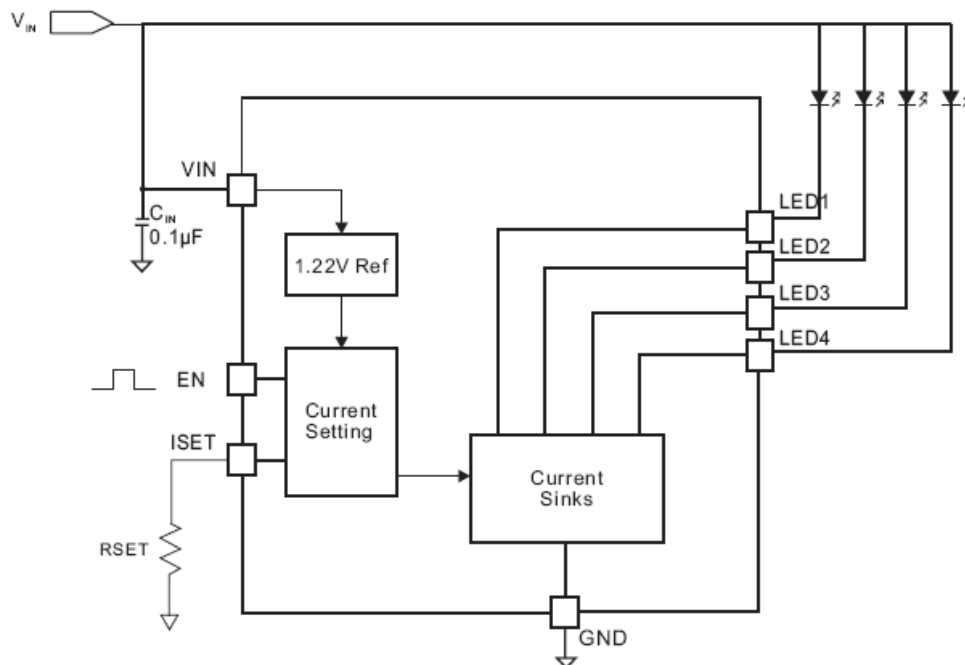 VIN
VIN
CIN
0.1µF
1.22V Ref
LED1
LED2
LED3
LED4
EN
Current
Setting
ISET
Current
Sinks
RSET
GND